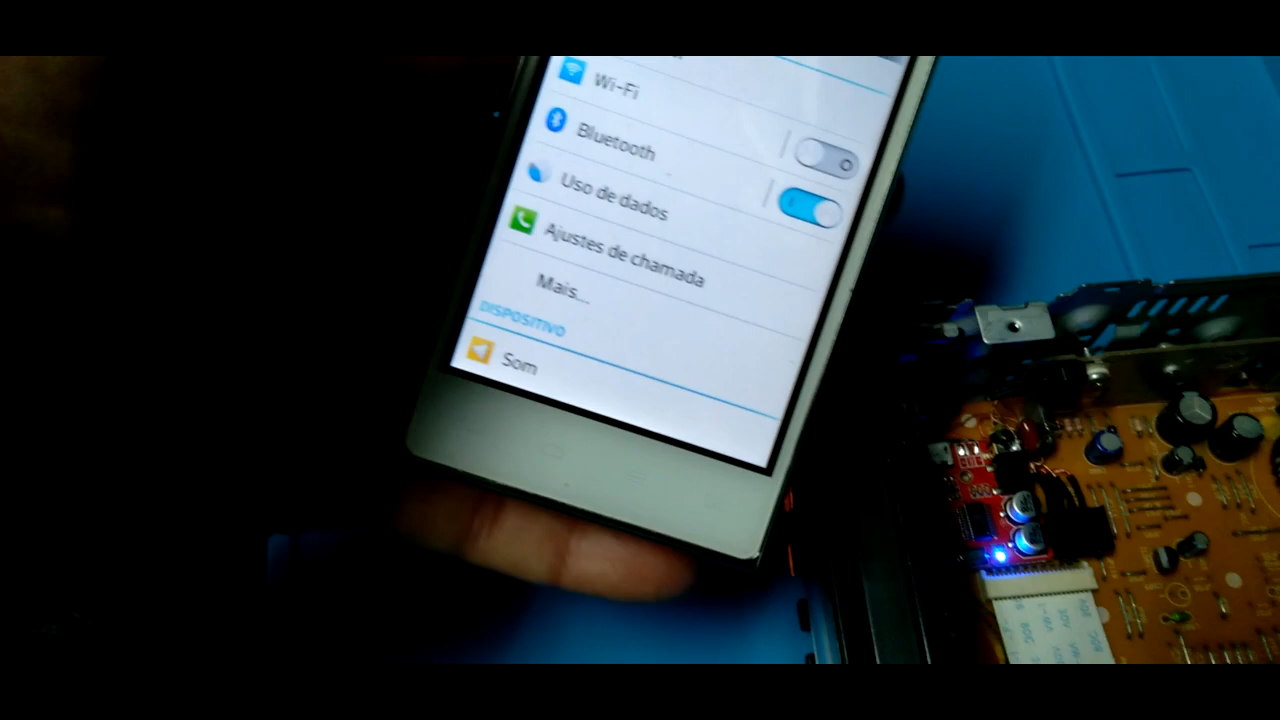 Wi-Fi
Bluetooth
Uso de dados
Ajustes de chamada
Mais...
DISPOSITIVO
Som